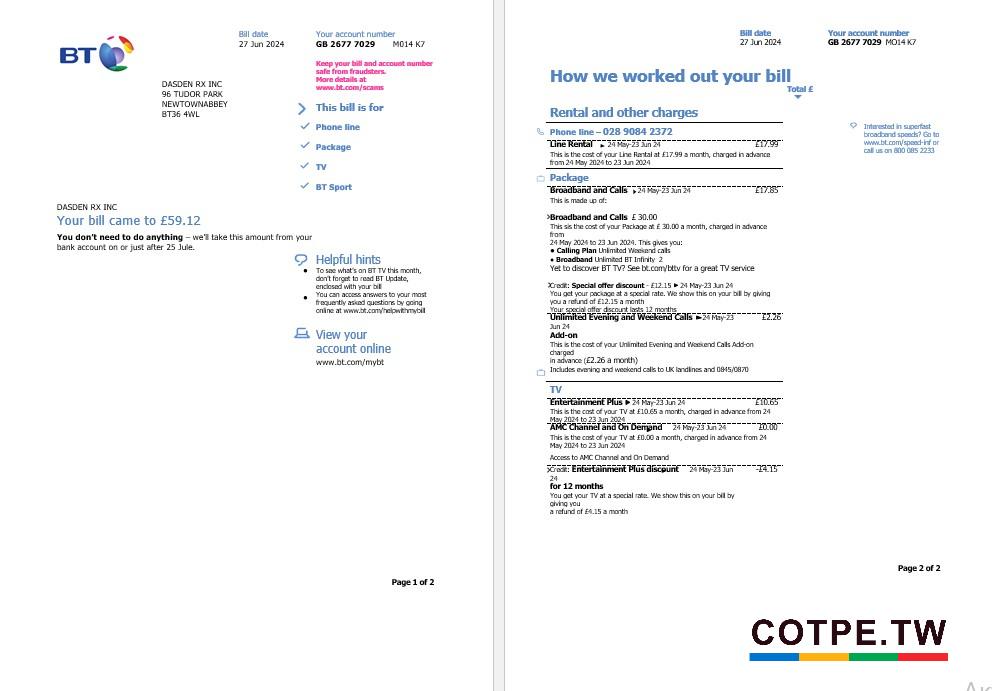 BT
Bill date
27 Jun 2024
Your account number
GB 2677 7029 M014 K7
Keep your bill and account number
safe from fraudsters.
More details at
www.bt.com/scams
DASDEN RX INC
96 TUDOR PARK
NEWTOWNABBEY
BT36 4WL
This bill is for
Phone line
Package
TV
BT Sport
DASDEN RX INC
Your bill came to £59.12
You don't need to do anything – we'll take this amount from your
bank account on or just after 25 Jule.
Helpful hints
• To see what's on BT TV this month,
don't forget to read BT Update,
enclosed with your bill
• You can access answers to your most
frequently asked questions by going
online at www.bt.com/helpwithmybill
View your
account online
www.bt.com/mybt
Page 1 of 2
Bill date
27 Jun 2024
Your account number
GB 2677 7029 MO14 K7
How we worked out your bill
Total £
Rental and other charges
Phone line – 028 9084 2372
Line Rental ► 24 May-23 Jun 24 £17.99
This is the cost of your Line Rental at £17.99 a month, charged in advance
from 24 May 2024 to 23 Jun 2024
Interested in superfast
broadband speeds? Go to
www.bt.com/speed-inf or
call us on 800 085 2233
Package
Broadband and Calls ► 24 May-23 Jun 24 £17.85
This is made up of:
Broadband and Calls £ 30.00
This sis the cost of your Package at £ 30.00 a month, charged in advance
from
24 May 2024 to 23 Jun 2024. This gives you:
• Calling Plan Unlimited Weekend calls
• Broadband Unlimited BT Infinity 2
Yet to discover BT TV? See bt.com/bttv for a great TV service
Credit: Special offer discount - £12.15 ► 24 May-23 Jun 24
You get your package at a special rate. We show this on your bill by giving
you a refund of £12.15 a month
Your special offer discount lasts 12 months
Unlimited Evening and Weekend Calls ► 24 May-23 £2.26
Jun 24
Add-on
This is the cost of your Unlimited Evening and Weekend Calls Add-on
charged
in advance (£2.26 a month)
Includes evening and weekend calls to UK landlines and 0845/0870
TV
Entertainment Plus ► 24 May-23 Jun 24 £10.65
This is the cost of your TV at £10.65 a month, charged in advance from 24
May 2024 to 23 Jun 2024
AMC Channel and On Demand 24 May-23 Jun 24 £0.00
This is the cost of your TV at £0.00 a month, charged in advance from 24
May 2024 to 23 Jun 2024
Access to AMC Channel and On Demand
Credit: Entertainment Plus discount 24 May-23 Jun -£4.15
24
for 12 months
You get your TV at a special rate. We show this on your bill by
giving you
a refund of £4.15 a month
Page 2 of 2
COTPE.TW